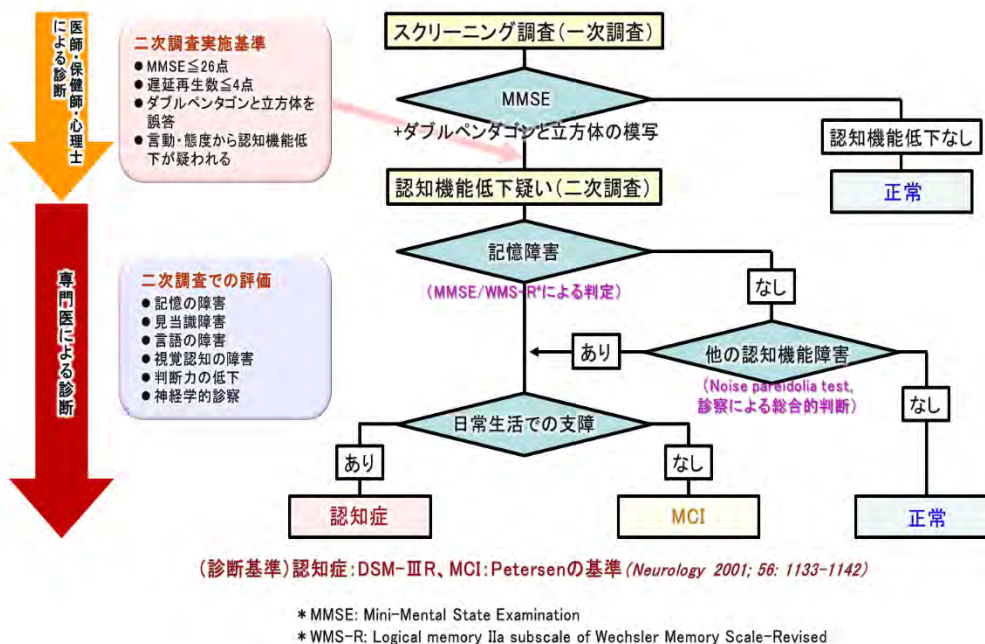 医師・保健師・心理士
による診断
二次調査実施基準
●MMSE≦26点
●遅延再生数≦4点
●ダブルペンタゴンと立方体を
誤答
●言動・態度から認知機能低
下が疑われる
スクリーニング調査(一次調査)
MMSE
+ダブルペンダゴンと立方体の模写
認知機能低下なし
正常
認知機能低下疑い(二次調査)
専門医による診断
二次調査での評価
●記憶の障害
●見当識障害
●言語の障害
●視覚認知の障害
●判断力の低下
●神経学的診察
記憶障害
(MMSE/WMS-R*による判定)
なし
あり
他の認知機能障害
(Noise pareidolia test,
診察による総合的判断)
なし
日常生活での支障
あり
なし
認知症
MCI
正常
(診断基準)認知症:DSM-ⅢR、MCI:Petersenの基準(Neurology 2001; 56: 1133-1142)
* MMSE: Mini-Mental State Examination
* WMS-R: Logical memory IIa subscale of Wechsler Memory Scale-Revised